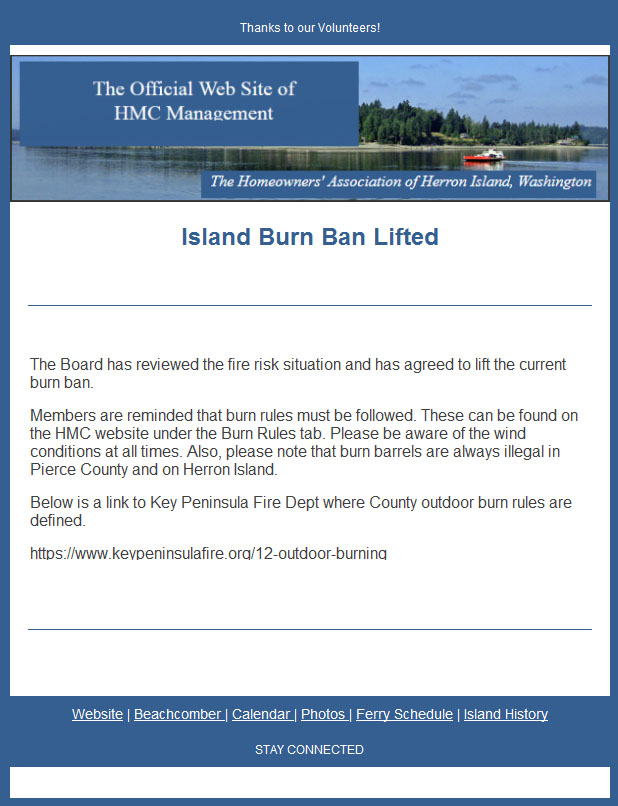 Thanks to our Volunteers!
The Official Web Site of
HMC Management
The Homeowners' Association of Herron Island, Washington
Island Burn Ban Lifted
The Board has reviewed the fire risk situation and has agreed to lift the current
burn ban.
Members are reminded that burn rules must be followed. These can be found on
the HMC website under the Burn Rules tab. Please be aware of the wind
conditions at all times. Also, please note that burn barrels are always illegal in
Pierce County and on Herron Island.
Below is a link to Key Peninsula Fire Dept where County outdoor burn rules are
defined.
https://www.keypeninsulafire.org/12-outdoor-burning
Website | Beachcomber | Calendar | Photos | Ferry Schedule | Island History
STAY CONNECTED